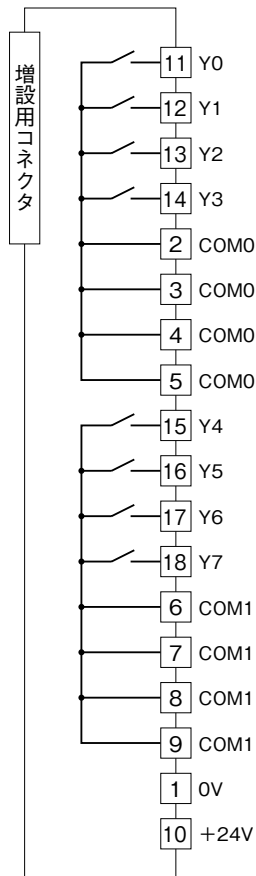 増設用コネクタ
11 Y0
12 Y1
13 Y2
14 Y3
2 COM0
3 COM0
4 COM0
5 COM0
15 Y4
16 Y5
17 Y6
18 Y7
6 COM1
7 COM1
8 COM1
9 COM1
1 0V
10 +24V